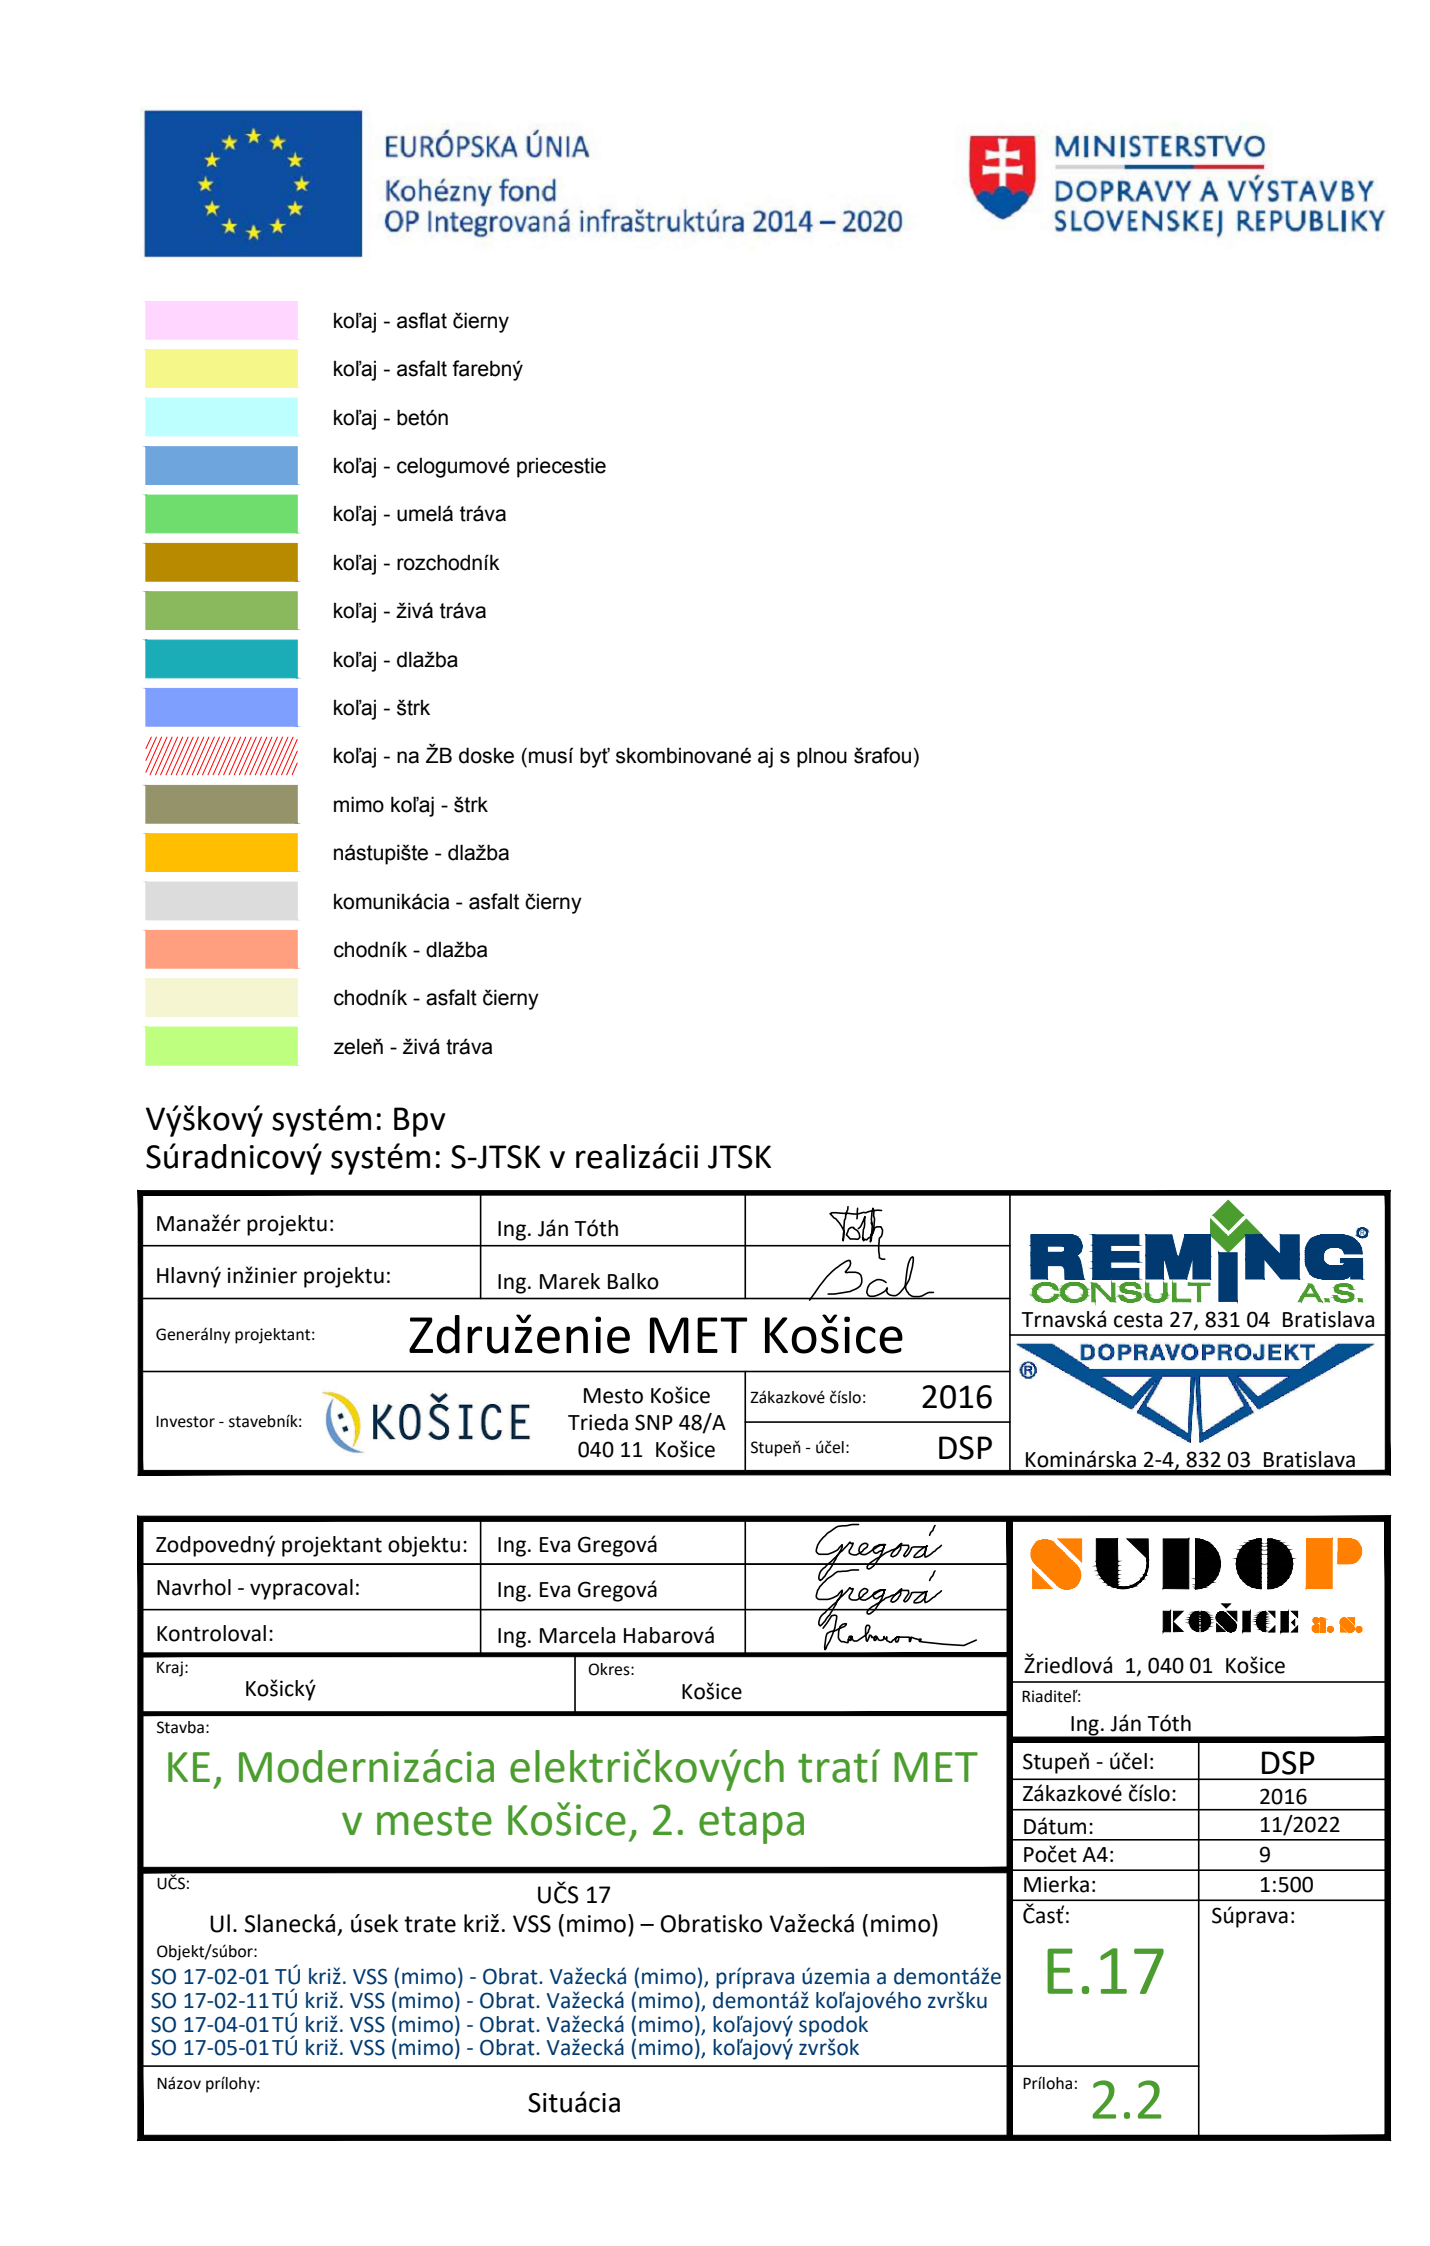 EURÓPSKA ÚNIA
Kohézny fond
OP Integrovaná infraštruktúra 2014 – 2020
MINISTERSTVO
DOPRAVY A VÝSTAVBY
SLOVENSKEJ REPUBLIKY
koľaj - asflat čierny
koľaj - asfalt farebný
koľaj - betón
koľaj - celogumové priecestie
koľaj - umelá tráva
koľaj - rozchodník
koľaj - živá tráva
koľaj - dlažba
koľaj - štrk
koľaj - na ŽB doske (musí byť skombinované aj s plnou šrafou)
mimo koľaj - štrk
nástupište - dlažba
komunikácia - asfalt čierny
chodník - dlažba
chodník - asfalt čierny
zeleň - živá tráva
Výškový systém: Bpv
Súradnicový systém: S-JTSK v realizácii JTSK
Manažér projektu: Ing. Ján Tóth Tóth
Hlavný inžinier projektu: Ing. Marek Balko Bal
Generálny projektant: Združenie MET Košice
Investor - stavebník: KOŠICE
Mesto Košice
Trieda SNP 48/A
040 11 Košice
Zákazkové číslo: 2016
Stupeň - účel: DSP
REMING®
CONSULT A.S.
Trnavská cesta 27, 831 04 Bratislava
DOPRAVOPROJEKT
®
Kominárska 2-4, 832 03 Bratislava
Zodpovedný projektant objektu: Ing. Eva Gregová Gregová
Navrhol - vypracoval: Ing. Eva Gregová Gregová
Kontroloval: Ing. Marcela Habarová Habarova
Kraj: Košický
Okres: Košice
SUDOP
KOŠICE a.s.
Žriedlová 1, 040 01 Košice
Riaditeľ:
Ing. Ján Tóth
Stavba:
KE, Modernizácia električkových tratí MET
v meste Košice, 2. etapa
Stupeň - účel: DSP
Zákazkové číslo: 2016
Dátum: 11/2022
Počet A4: 9
Mierka: 1:500
UČS:
UČS 17
Ul. Slanecká, úsek trate križ. VSS (mimo) – Obratisko Važecká (mimo)
Objekt/súbor:
SO 17-02-01 TÚ križ. VSS (mimo) - Obrat. Važecká (mimo), príprava územia a demontáže
SO 17-02-11 TÚ križ. VSS (mimo) - Obrat. Važecká (mimo), demontáž koľajového zvršku
SO 17-04-01 TÚ križ. VSS (mimo) - Obrat. Važecká (mimo), koľajový spodok
SO 17-05-01 TÚ križ. VSS (mimo) - Obrat. Važecká (mimo), koľajový zvršok
Časť:
E.17
Súprava:
Názov prílohy:
Situácia
Príloha: 2.2